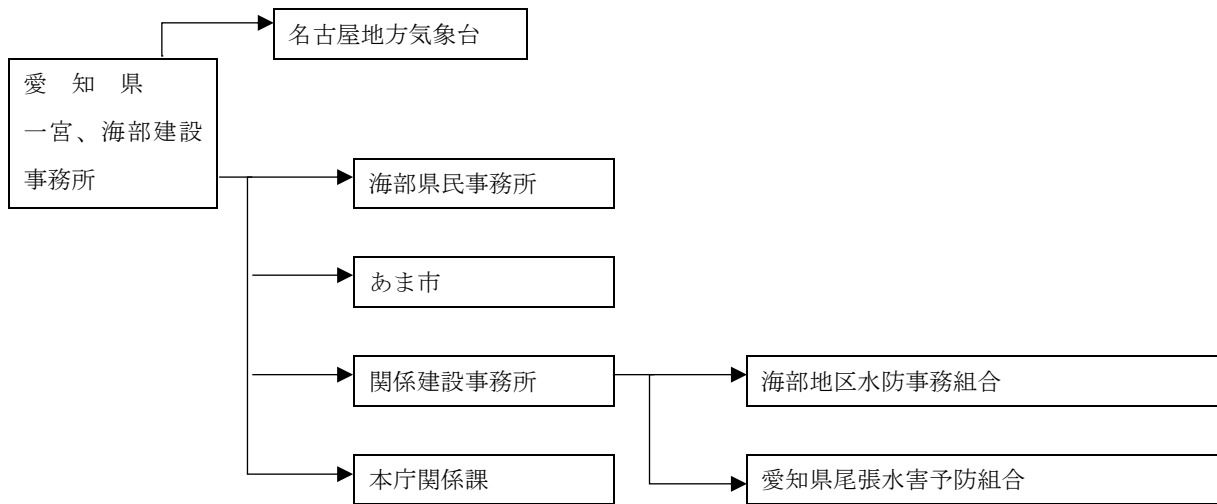 名古屋地方気象台
愛　知　県
一宮、海部建設
事務所
海部県民事務所
あま市
関係建設事務所
海部地区水防事務組合
本庁関係課
愛知県尾張水害予防組合